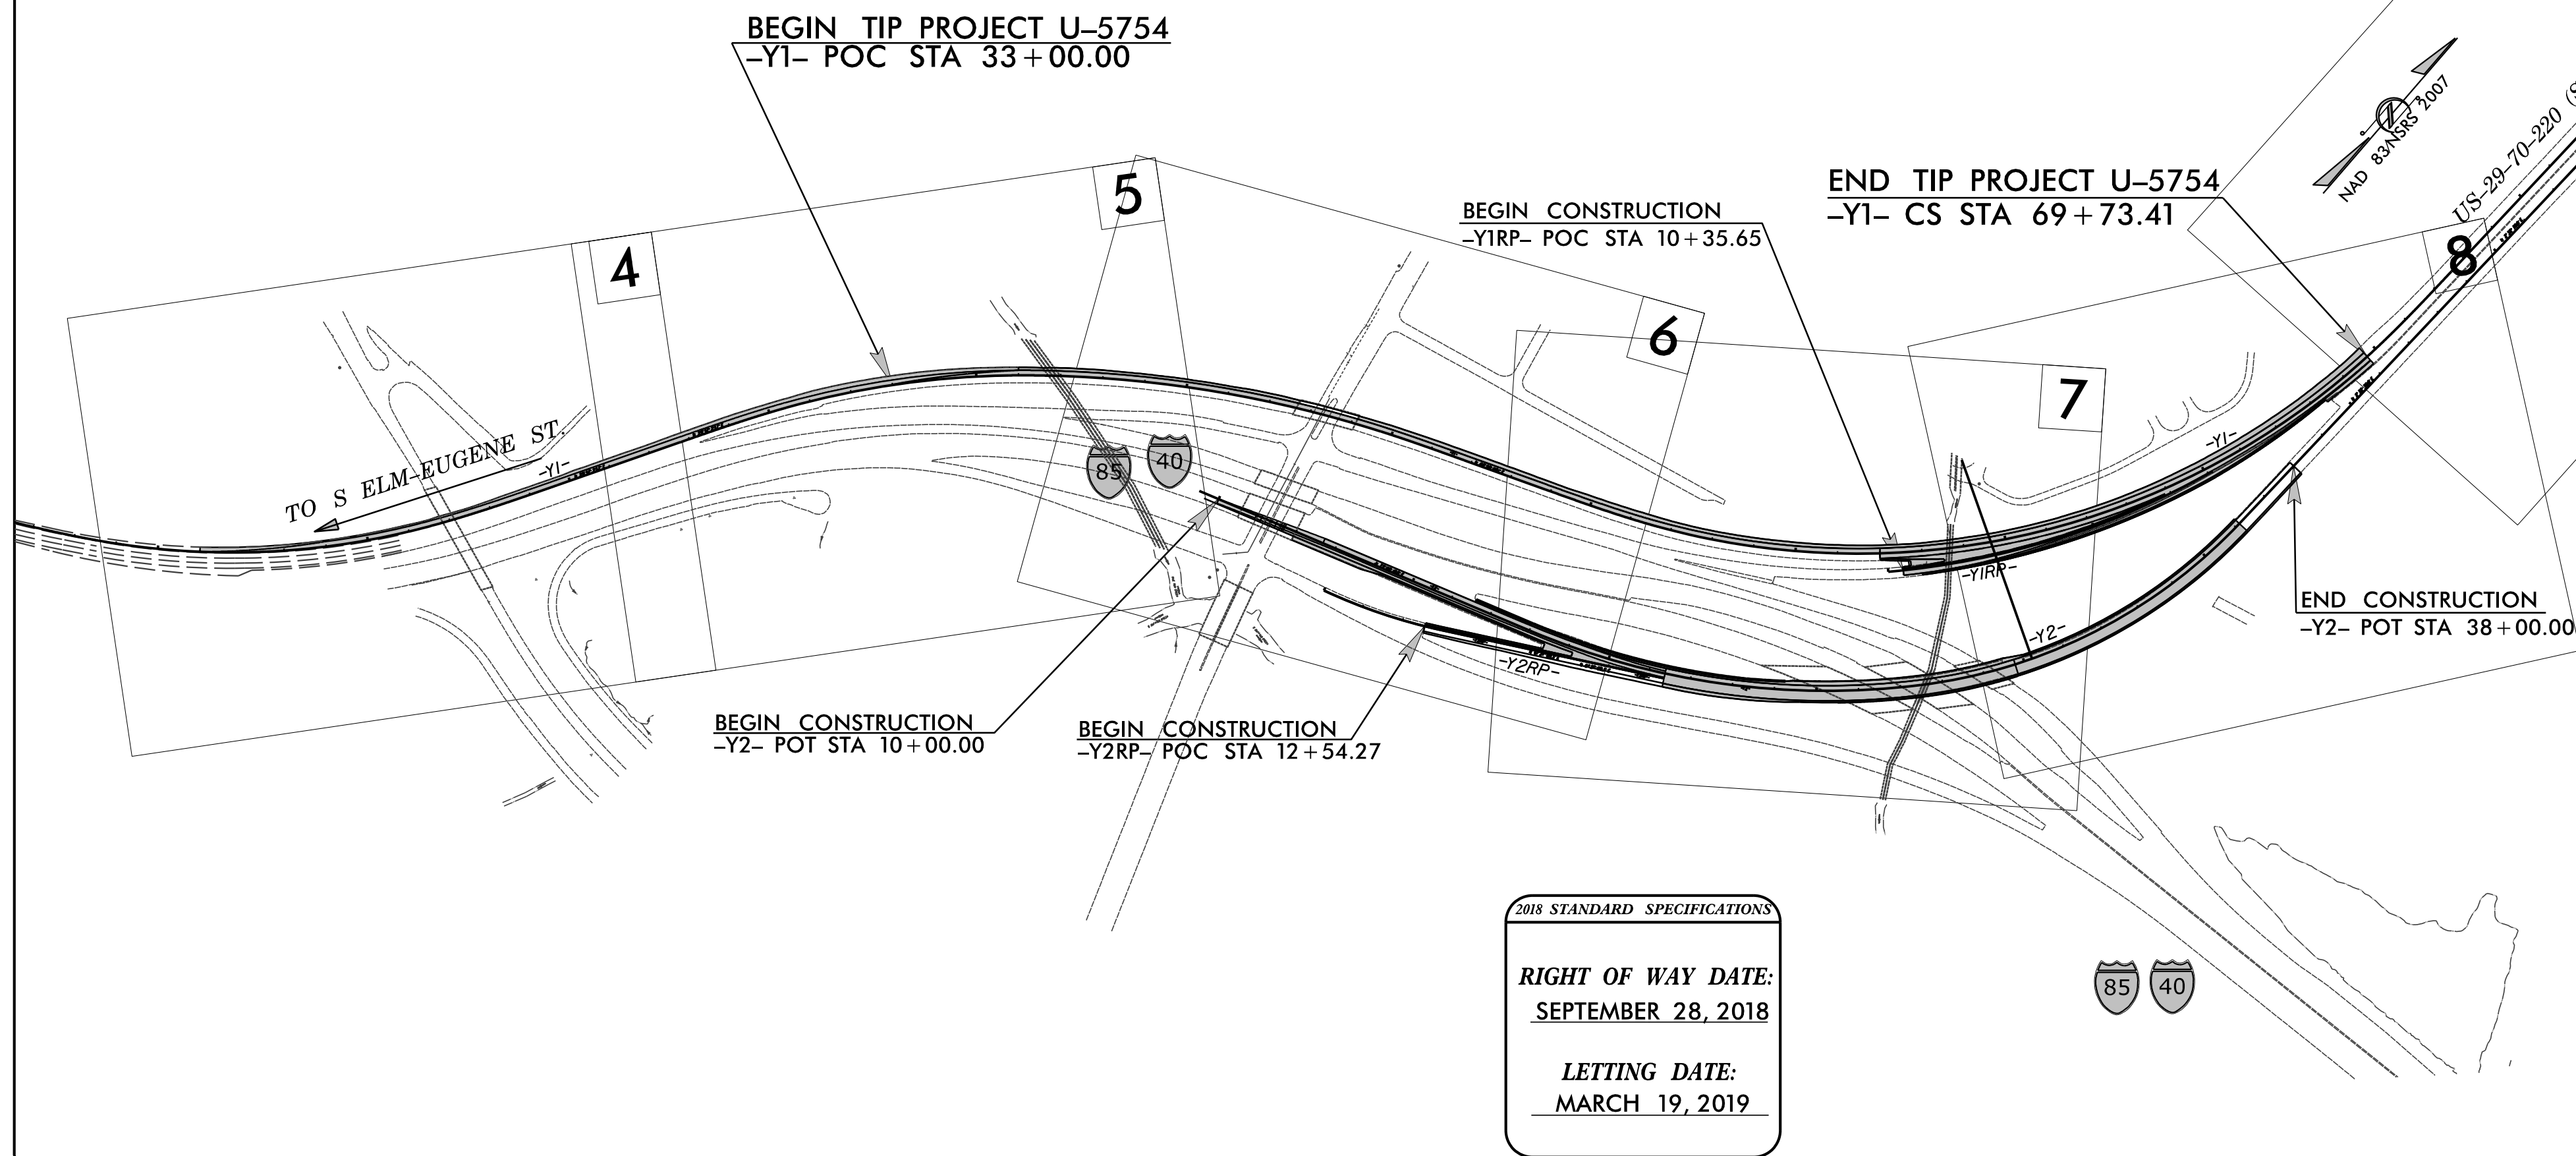 BEGIN TIP PROJECT U–5754
–Y1– POC STA 33+00.00
NAD 83/NSRS 2007
US–29–70–220 (S
END TIP PROJECT U–5754
–Y1– CS STA 69+73.41
BEGIN CONSTRUCTION
–Y1RP– POC STA 10+35.65
4
5
6
7
8
TO S ELM–EUGENE ST.
–Y1–
85
40
–Y1–
–Y1RP–
–Y2–
–Y2RP–
END CONSTRUCTION
–Y2– POT STA 38+00.00
BEGIN CONSTRUCTION
–Y2– POT STA 10+00.00
BEGIN CONSTRUCTION
–Y2RP– POC STA 12+54.27
2018 STANDARD SPECIFICATIONS
RIGHT OF WAY DATE:
SEPTEMBER 28, 2018
LETTING DATE:
MARCH 19, 2019
85
40